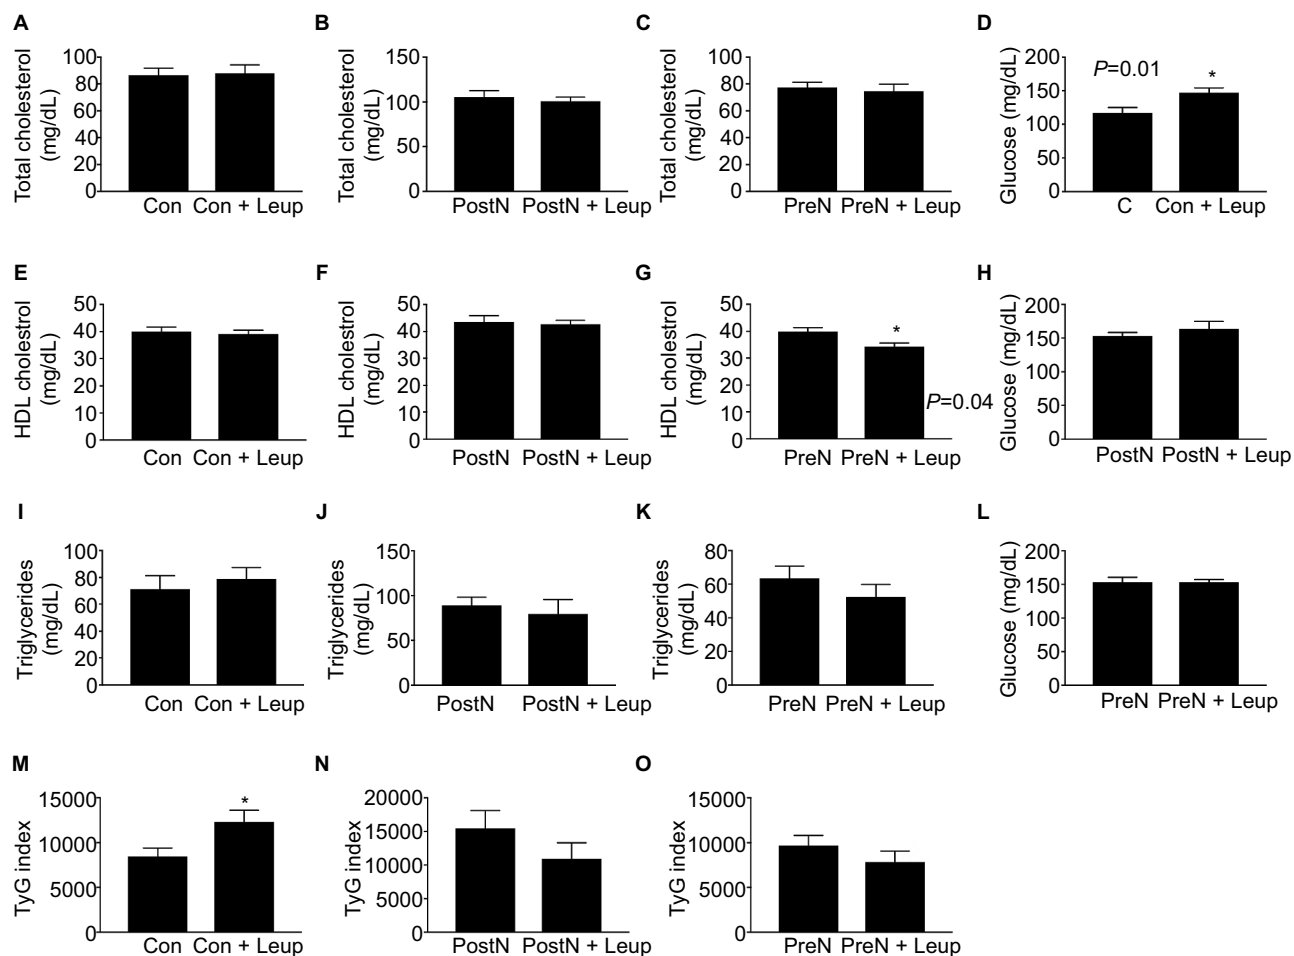 A
Total cholesterol
(mg/dL)
100
80
60
40
20
0
Con
Con + Leup
B
Total cholesterol
(mg/dL)
150
100
50
0
PostN
PostN + Leup
C
Total cholesterol
(mg/dL)
100
80
60
40
20
0
PreN
PreN + Leup
D
Glucose (mg/dL)
200
150
100
50
0
P=0.01
*
C
Con + Leup
E
HDL cholestrol
(mg/dL)
50
40
30
20
10
0
Con
Con + Leup
F
HDL cholestrol
(mg/dL)
50
40
30
20
10
0
PostN
PostN + Leup
G
HDL cholestrol
(mg/dL)
50
40
30
20
10
0
*
P=0.04
PreN
PreN + Leup
H
Glucose (mg/dL)
200
150
100
50
0
PostN
PostN + Leup
I
Triglycerides
(mg/dL)
100
80
60
40
20
0
Con
Con + Leup
J
Triglycerides
(mg/dL)
150
100
50
0
PostN
PostN + Leup
K
Triglycerides
(mg/dL)
80
60
40
20
0
PreN
PreN + Leup
L
Glucose (mg/dL)
200
150
100
50
0
PreN
PreN + Leup
M
TyG index
15000
10000
5000
0
*
Con
Con + Leup
N
TyG index
20000
15000
10000
5000
0
PostN
PostN + Leup
O
TyG index
15000
10000
5000
0
PreN
PreN + Leup